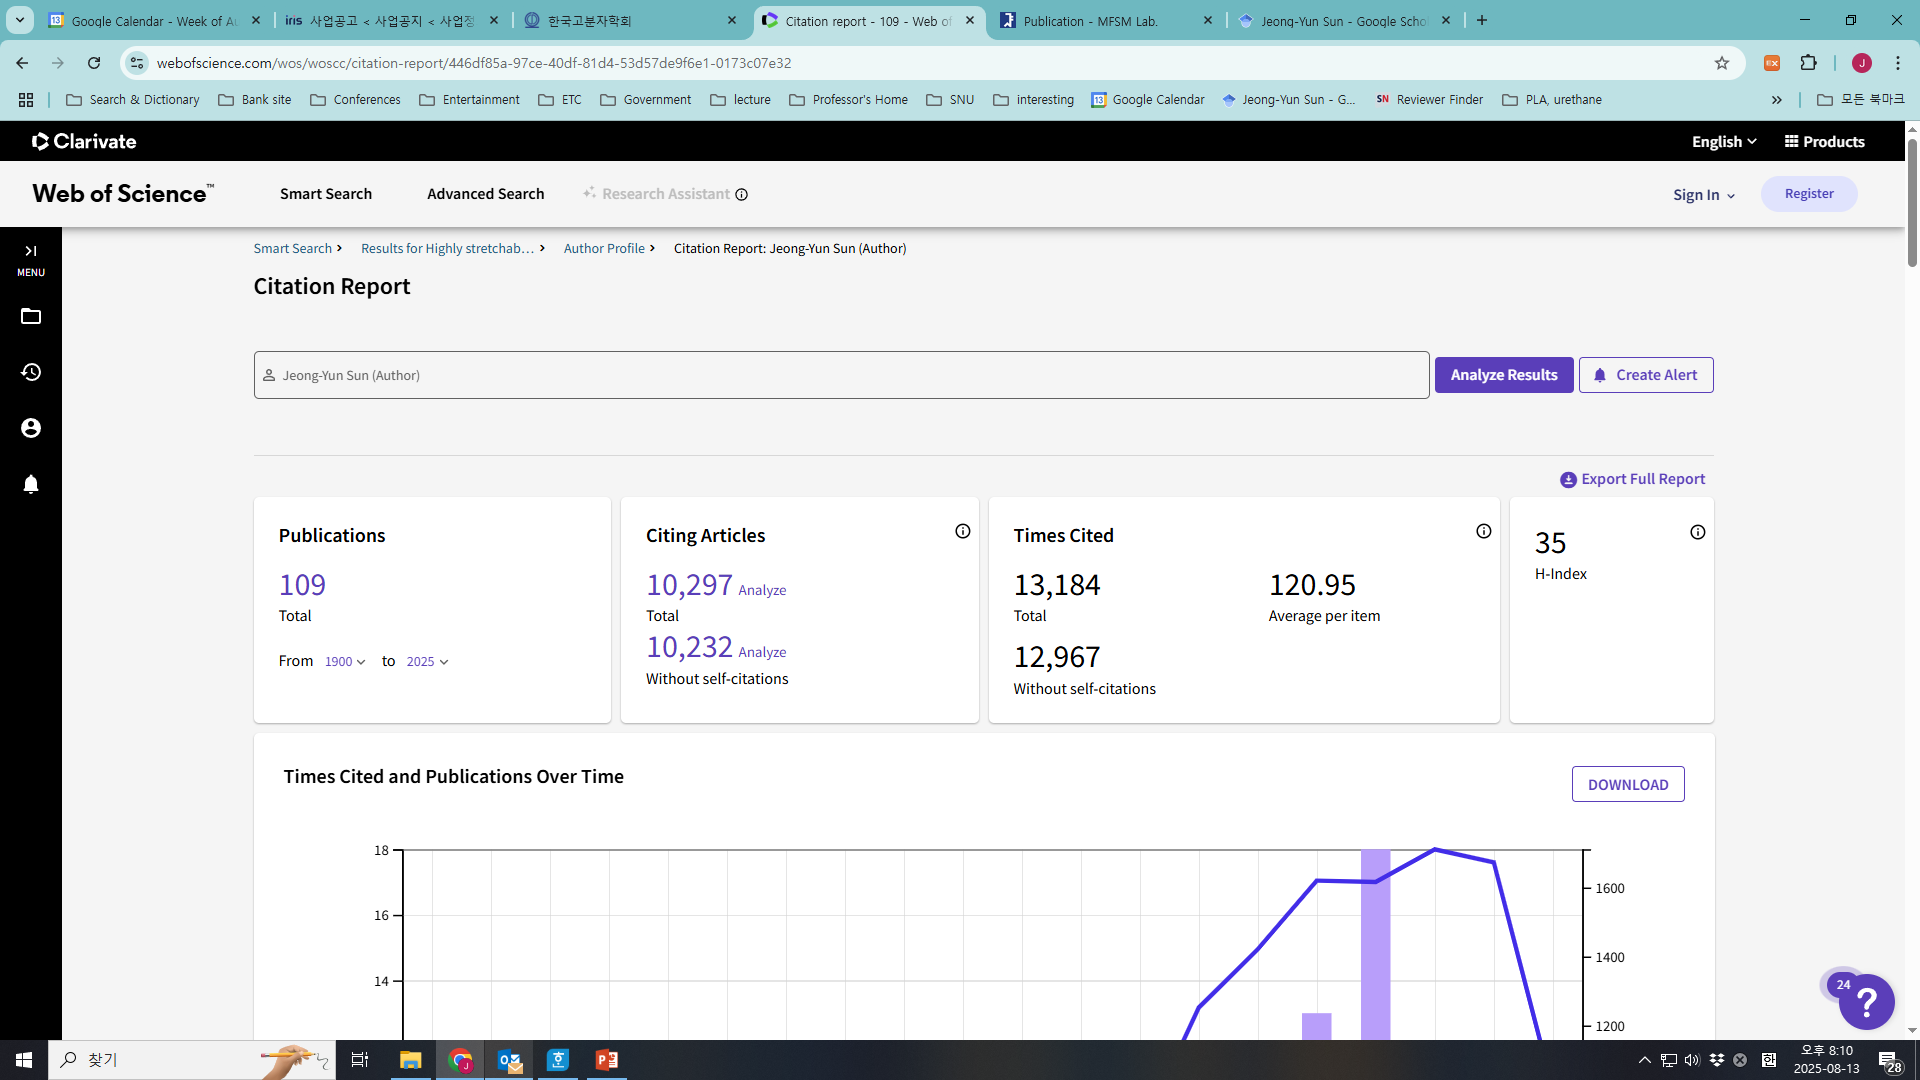 Google Calendar - Week of Au
iris 사업공고 < 사업공지 < 사업정
한국고분자학회
Citation report - 109 - Web of
Publication - MFSM Lab.
Jeong-Yun Sun - Google Schol
webofscience.com/wos/woscc/citation-report/446df85a-97ce-40df-81d4-53d57de9f6e1-0173c07e32
J
Search & Dictionary
Bank site
Conferences
Entertainment
ETC
Government
lecture
Professor's Home
SNU
interesting
13 Google Calendar
Jeong-Yun Sun - G...
SN Reviewer Finder
PLA, urethane
모든 북마크
Clarivate
English
Products
Web of Science™
Smart Search
Advanced Search
Research Assistant
Sign In
Register
MENU
Smart Search > Results for Highly stretchab... > Author Profile > Citation Report: Jeong-Yun Sun (Author)
Citation Report
Jeong-Yun Sun (Author)
Analyze Results
Create Alert
Export Full Report
Publications
109
Total
From 1900 to 2025
Citing Articles
10,297 Analyze
Total
10,232 Analyze
Without self-citations
Times Cited
13,184
Total
120.95
Average per item
12,967
Without self-citations
35
H-Index
Times Cited and Publications Over Time
DOWNLOAD
18
16
14
1600
1400
1200
24
?
찾기
오후 8:10
2025-08-13
28